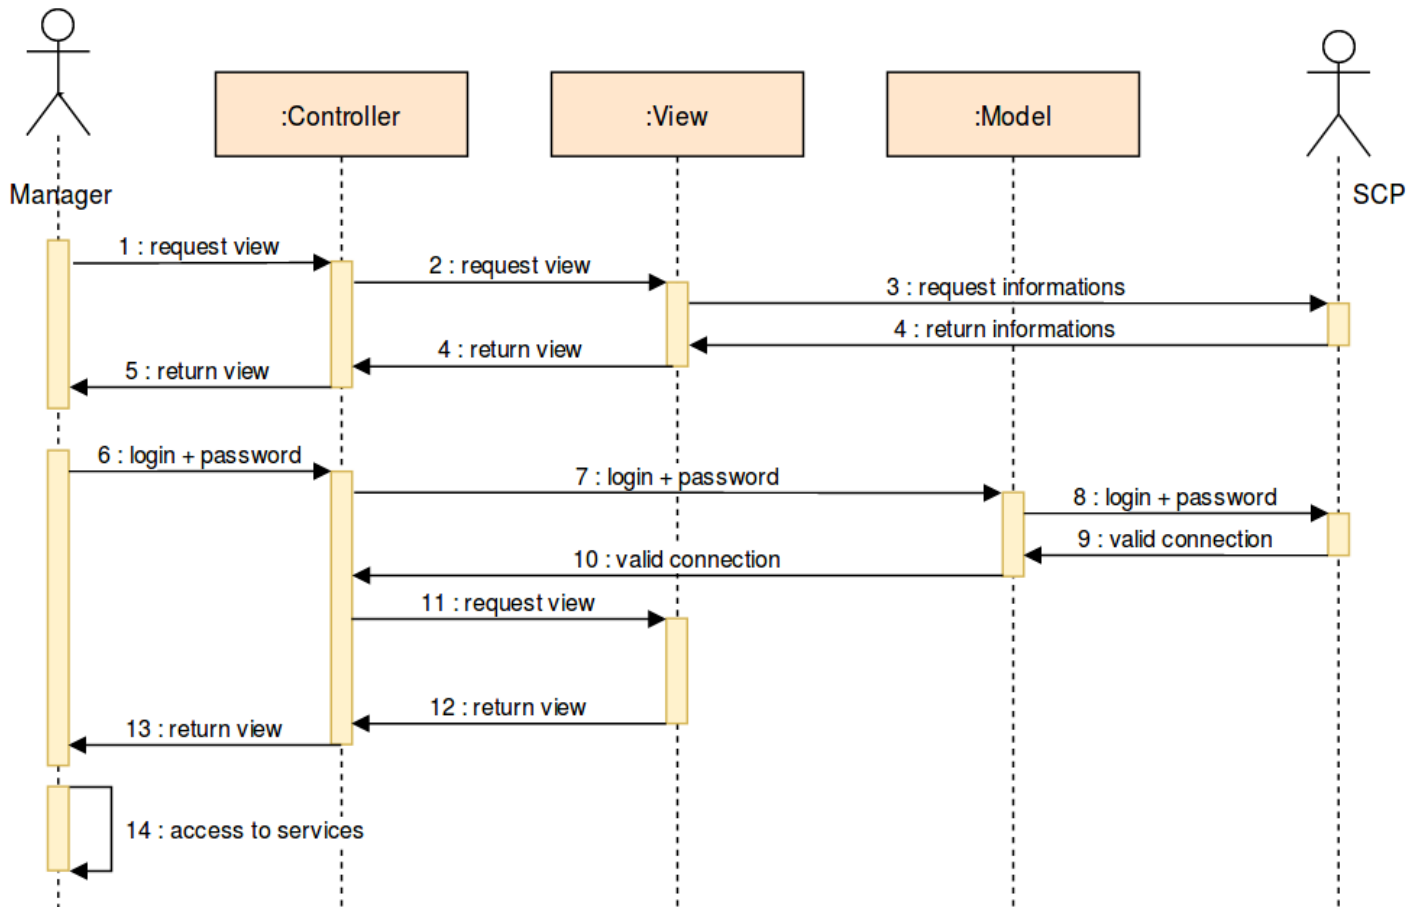 :Controller
:View
:Model
Manager
SCP
1 : request view
2 : request view
3 : request informations
4 : return informations
4 : return view
5 : return view
6 : login + password
7 : login + password
8 : login + password
9 : valid connection
10 : valid connection
11 : request view
12 : return view
13 : return view
14 : access to services